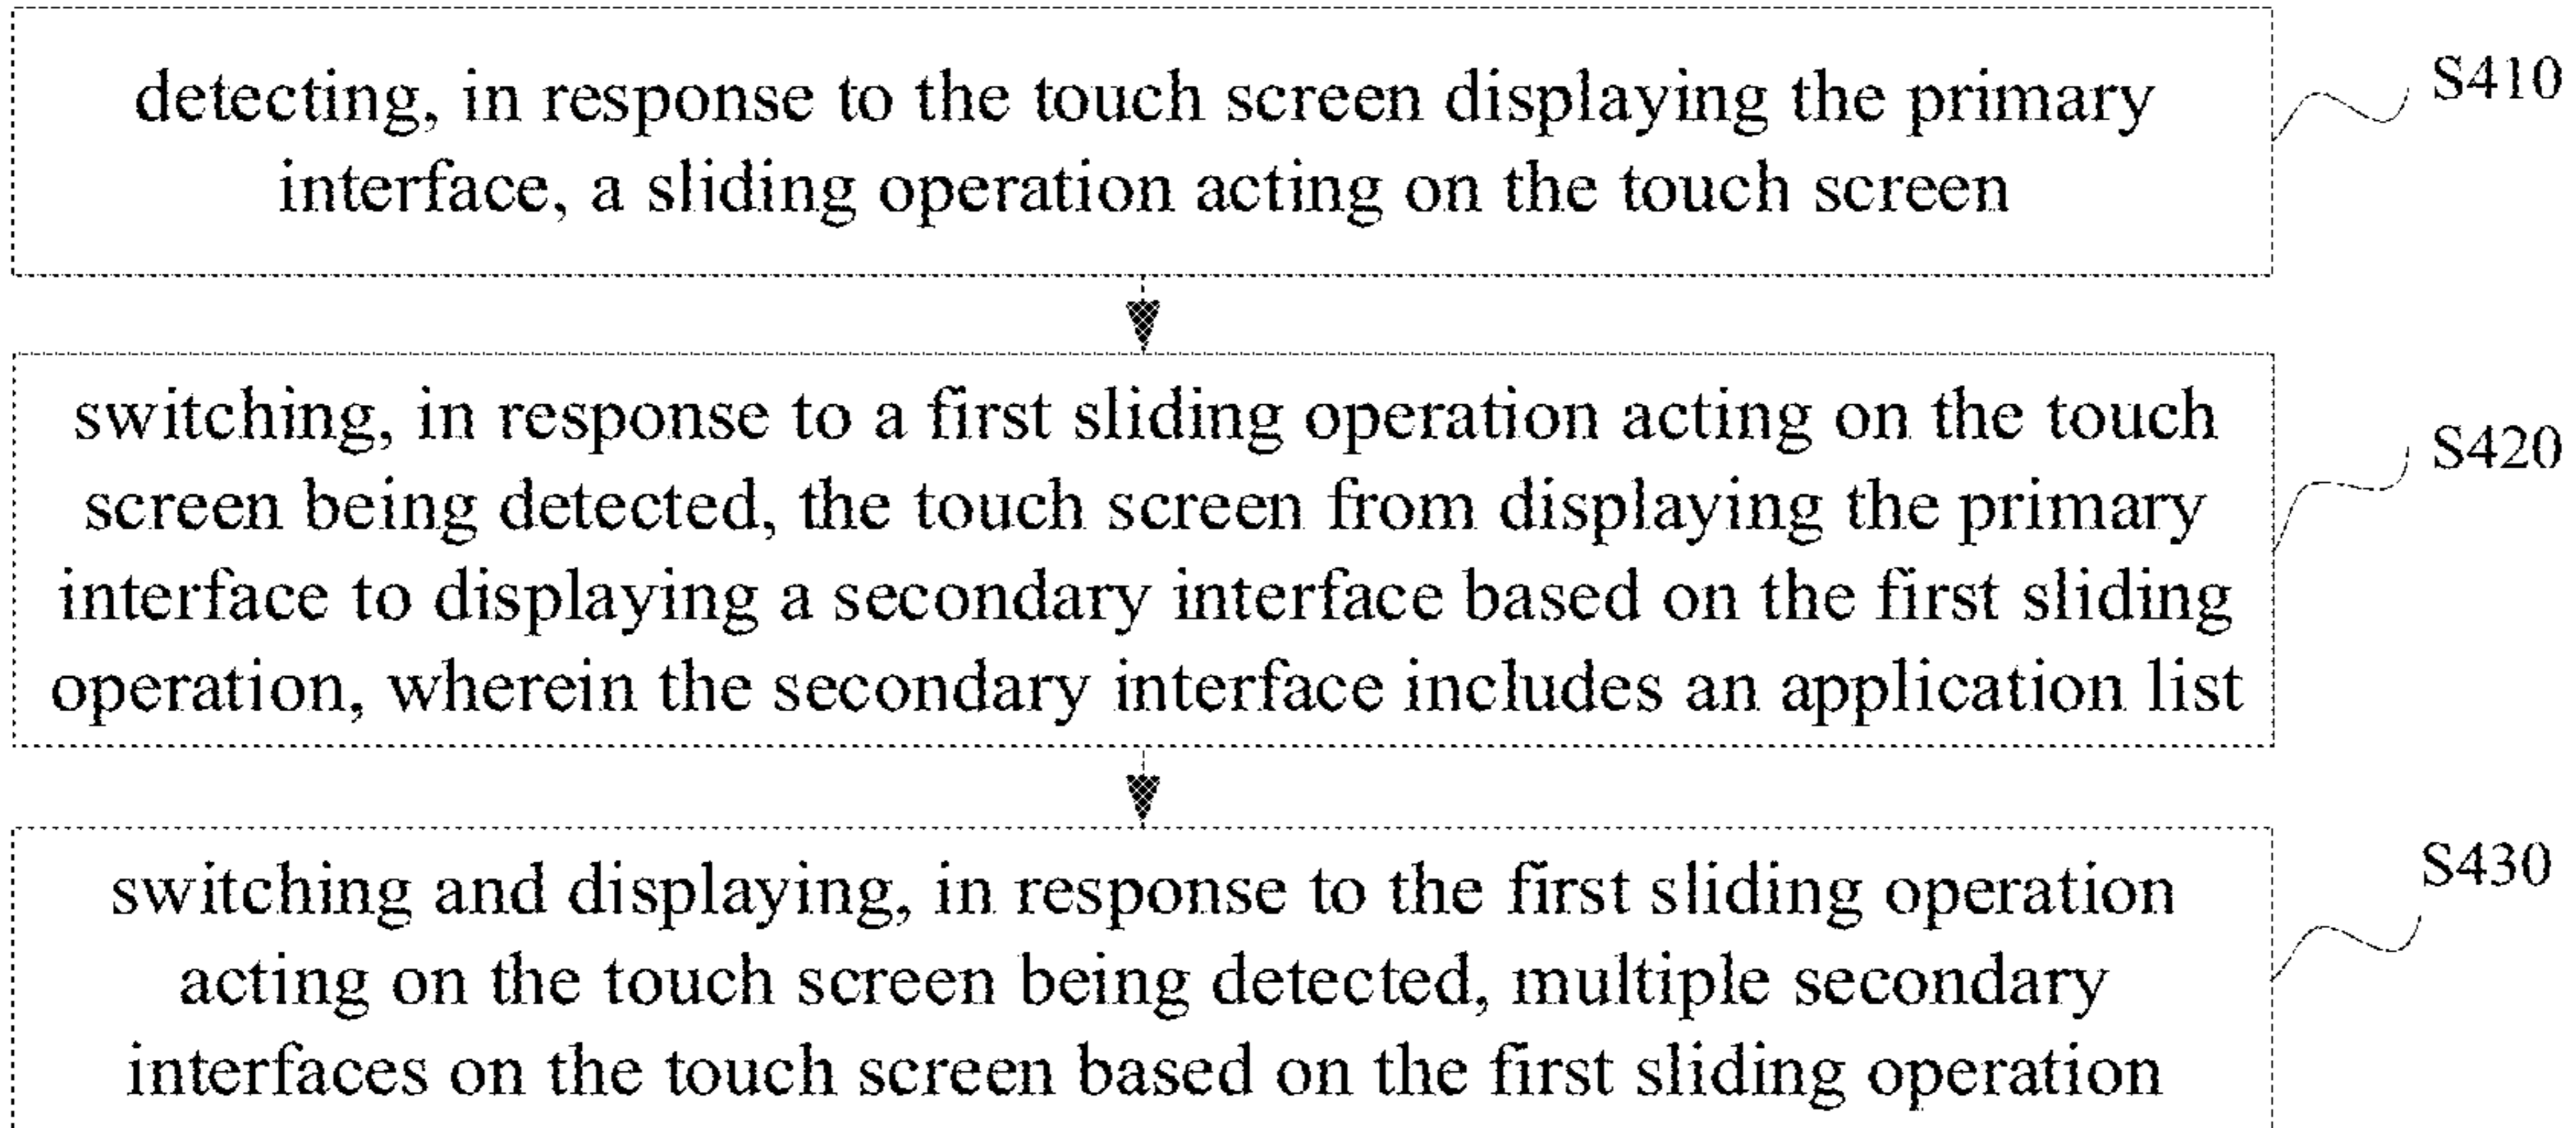 detecting, in response to the touch screen displaying the primary
interface, a sliding operation acting on the touch screen
S410
switching, in response to a first sliding operation acting on the touch
screen being detected, the touch screen from displaying the primary
interface to displaying a secondary interface based on the first sliding
operation, wherein the secondary interface includes an application list
S420
switching and displaying, in response to the first sliding operation
acting on the touch screen being detected, multiple secondary
interfaces on the touch screen based on the first sliding operation
S430